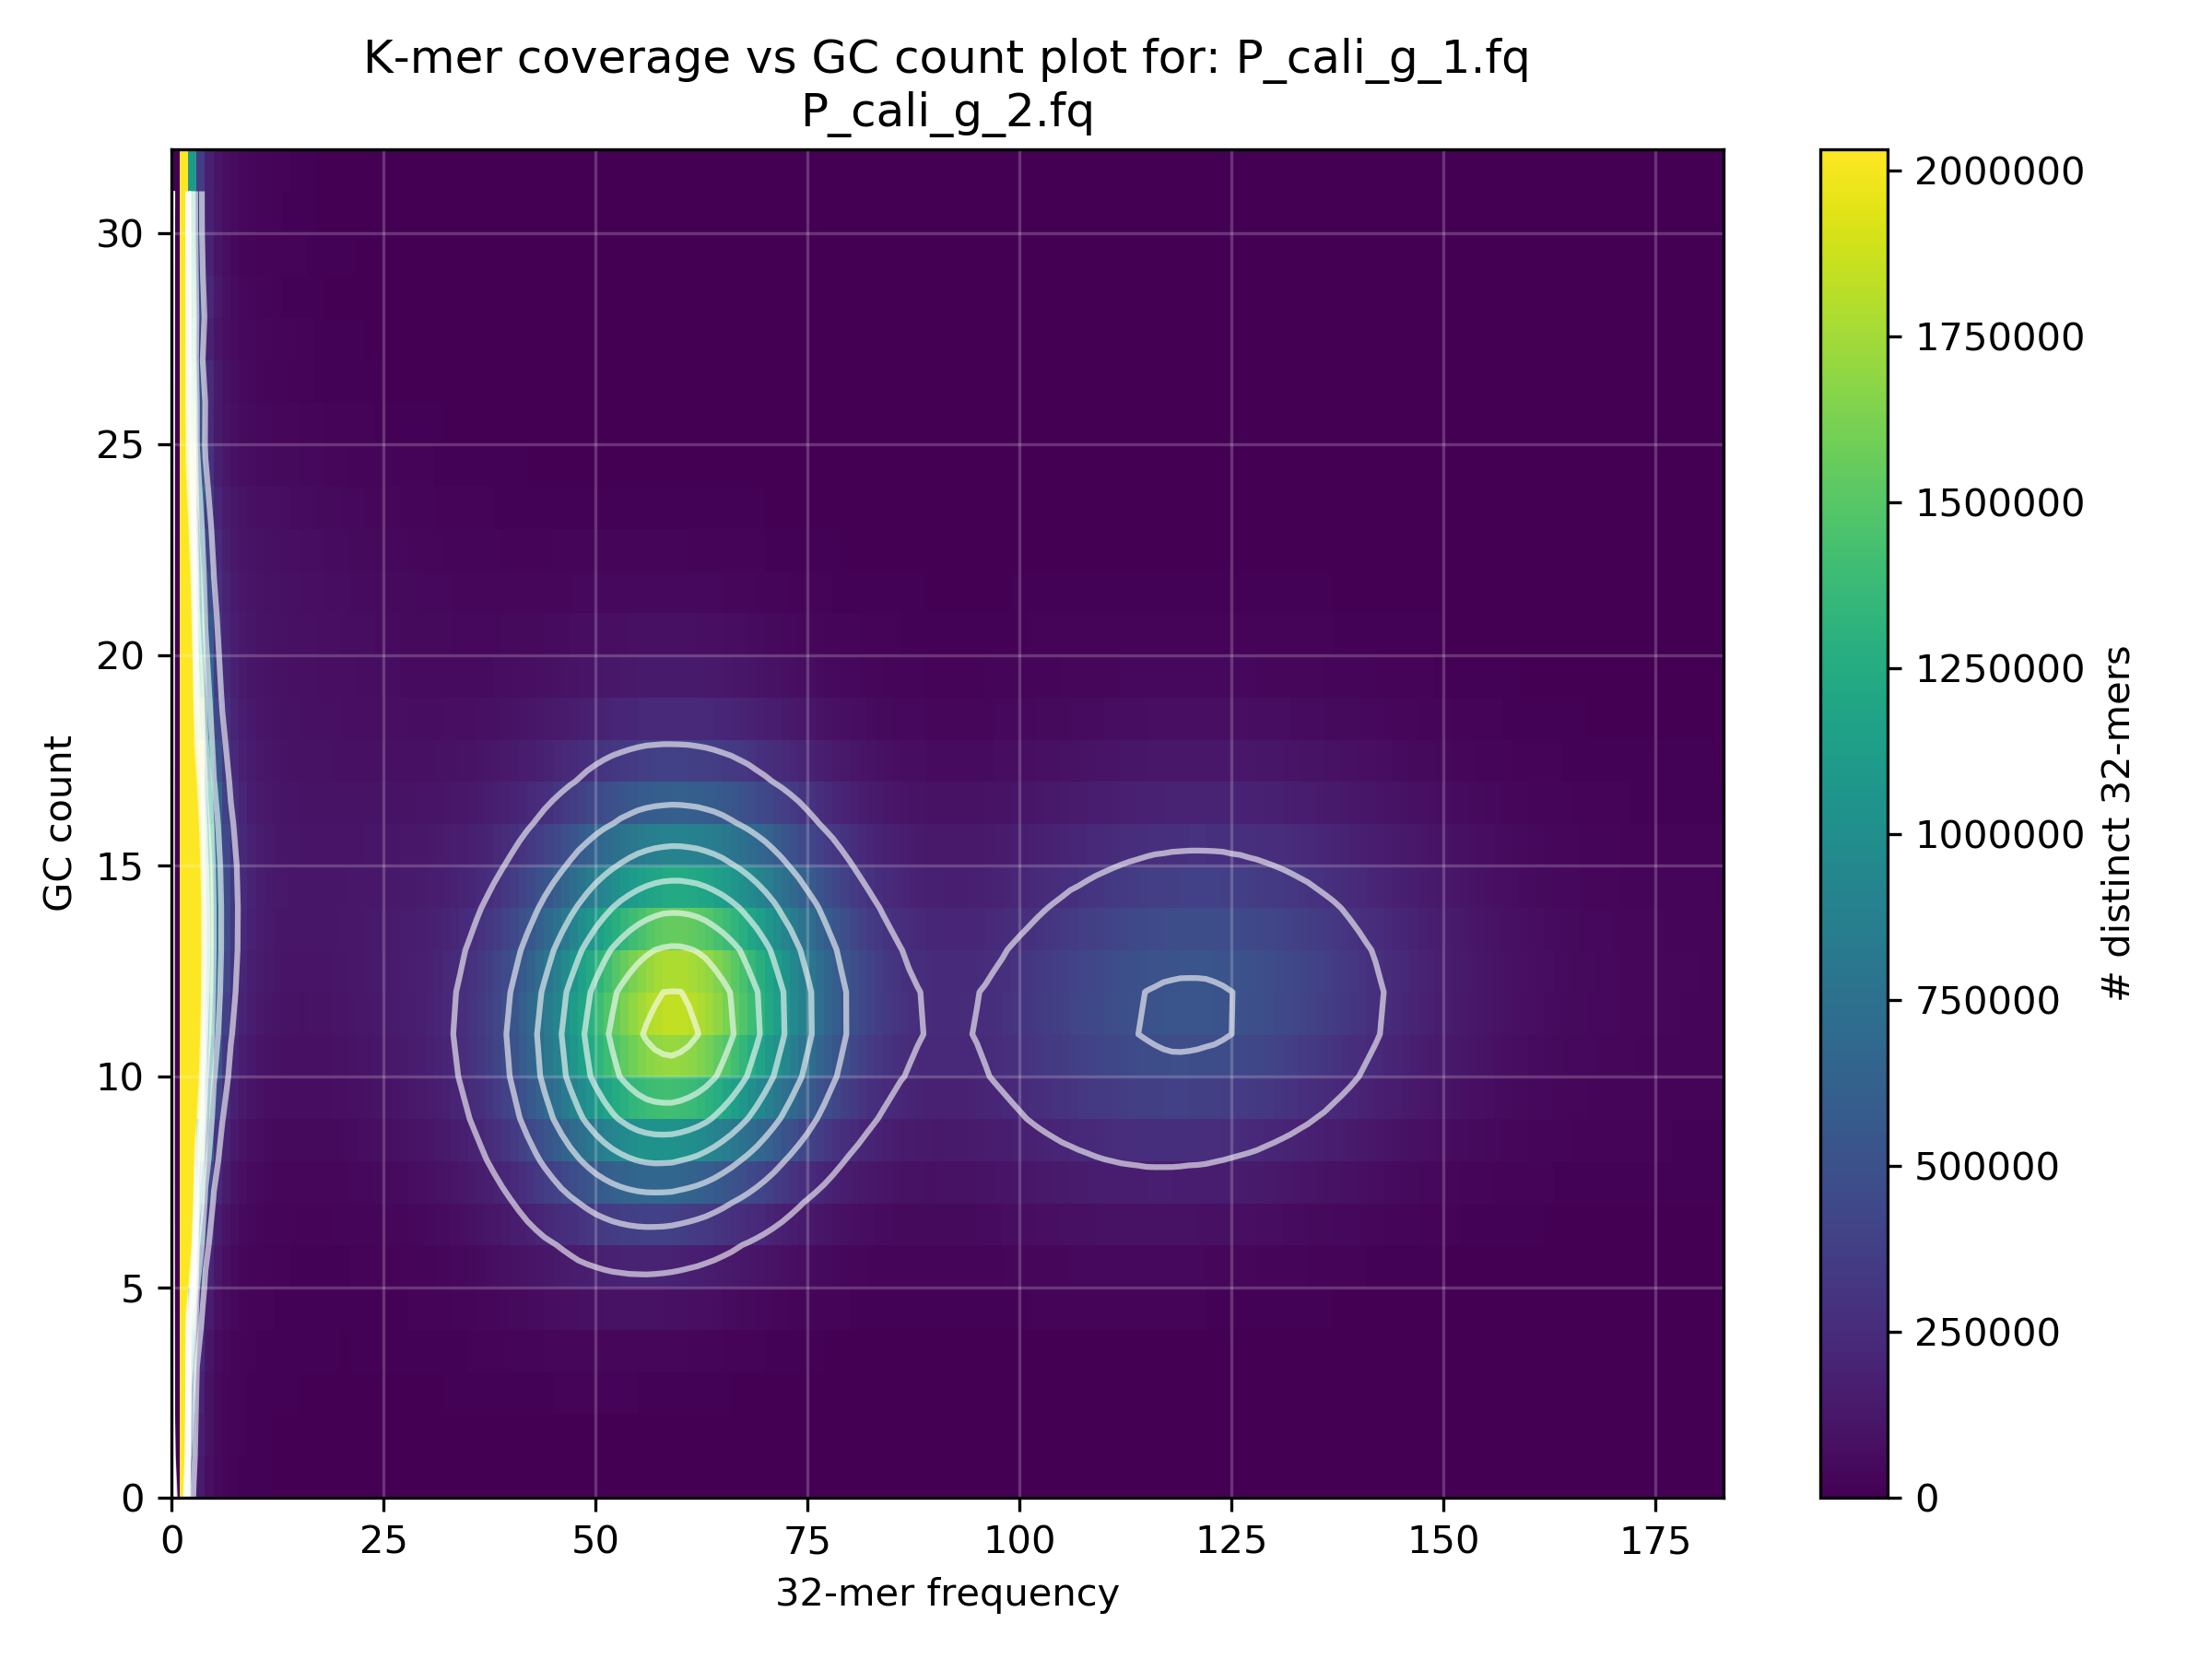 K-mer coverage vs GC count plot for: P_cali_g_1.fq
P_cali_g_2.fq
GC count
30
25
20
15
10
5
0
0 25 50 75 100 125 150 175
32-mer frequency
2000000
1750000
1500000
1250000
1000000
750000
500000
250000
0
# distinct 32-mers